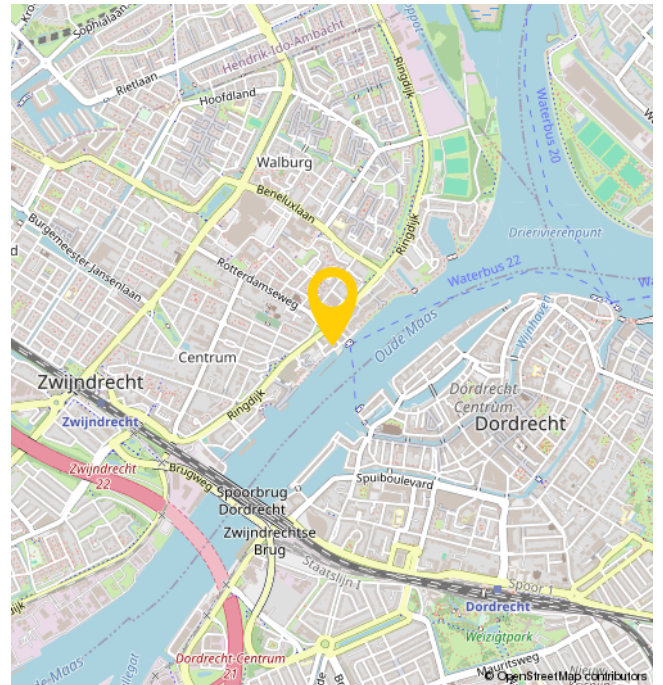 Sophialaan
Rietlaan
Hendrik-Ido-Ambacht
Ringdijk
Hoofdland
Walburg
Waterbus 20
Beneluxlaan
Burgemeester Jansenlaan
Ringdijk
Drierivierenpunt
Rotterdamseweg
Waterbus 22
Wijnhaven
Oude Maas
Centrum
Zwijndrecht
Dordrecht
Centrum
Ringdijk
Zwijndrecht
Dordrecht
Zwijndrecht
22
Brugweg
Spuiboulevard
Spoorbrug
Dordrecht
Zwijndrechtse
Brug
Staatslijn I
Spoor 1
Dordrecht
Weizigtpark
Dordrecht-Centrum
21
Mauritsweg
© OpenStreetMap contributors